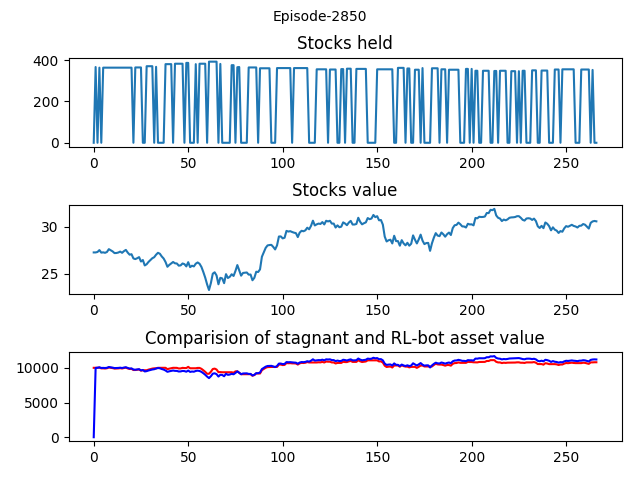 Episode-2850
Stocks held
400
200
0
0 50 100 150 200 250
Stocks value
30
25
0 50 100 150 200 250
Comparision of stagnant and RL-bot asset value
10000
5000
0
0 50 100 150 200 250